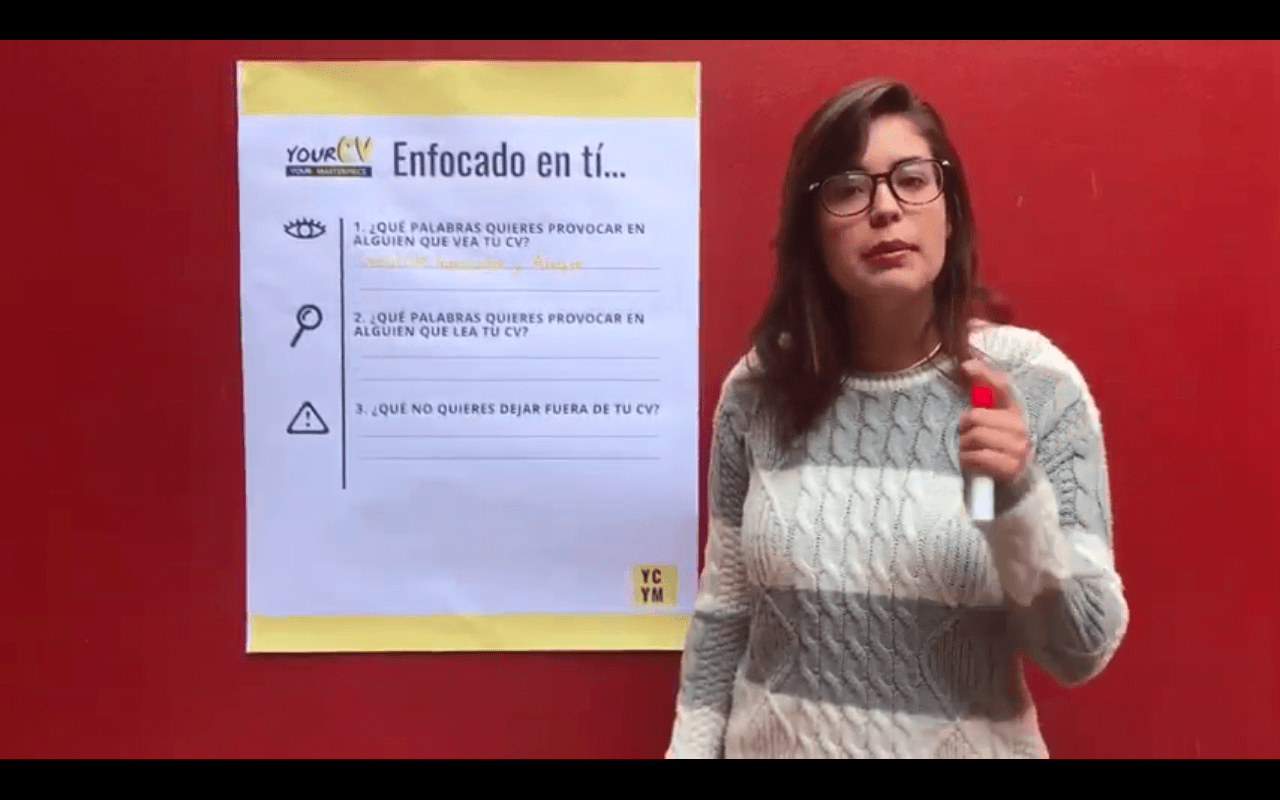 YOUR CV
YOUR MASTERPIECE
Enfocado en tí...
1. ¿QUÉ PALABRAS QUIERES PROVOCAR EN
ALGUIEN QUE VEA TU CV?
2. ¿QUÉ PALABRAS QUIERES PROVOCAR EN
ALGUIEN QUE LEA TU CV?
3. ¿QUÉ NO QUIERES DEJAR FUERA DE TU CV?
YC
YM